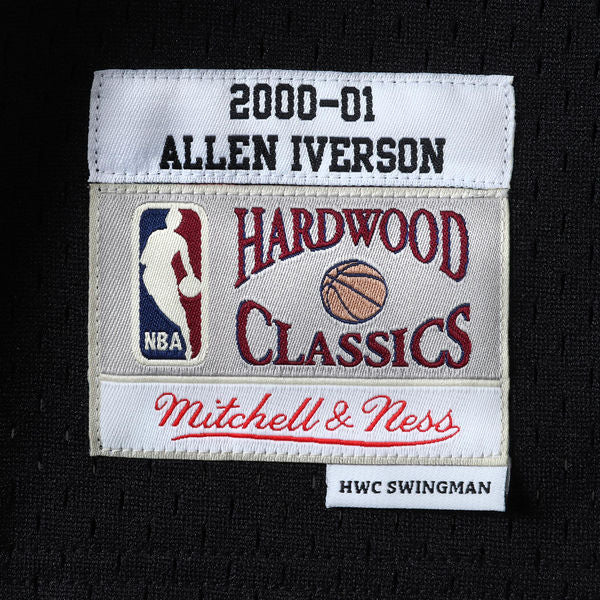 2000-01
ALLEN IVERSON
HARDWOOD
CLASSICS
NBA
Mitchell & Ness
HWC SWINGMAN